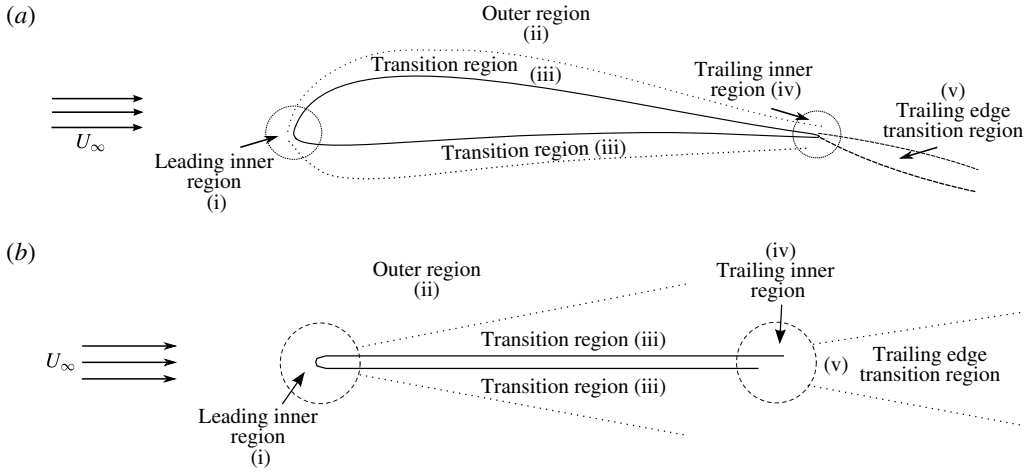 (a)
Outer region
(ii)
Transition region (iii)
Trailing inner
region (iv)
(v)
Trailing edge
transition region
U∞
Leading inner
region
(i)
Transition region (iii)
(b)
Outer region
(ii)
(iv)
Trailing inner
region
U∞
Transition region (iii)
Transition region (iii)
(v)
Trailing edge
transition region
Leading inner
region
(i)